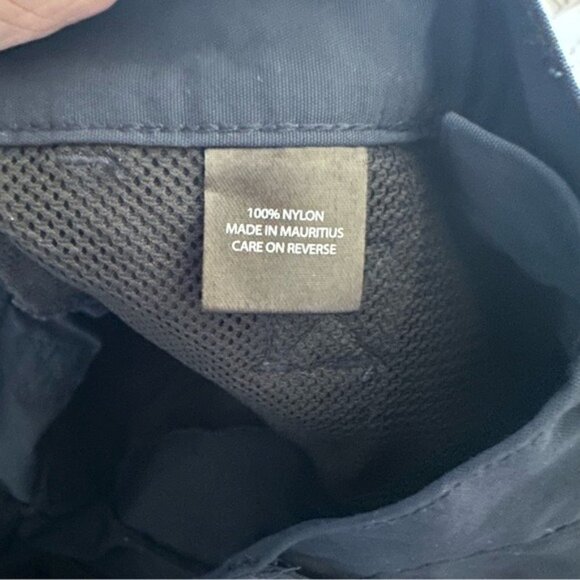 100% NYLON
MADE IN MAURITIUS
CARE ON REVERSE